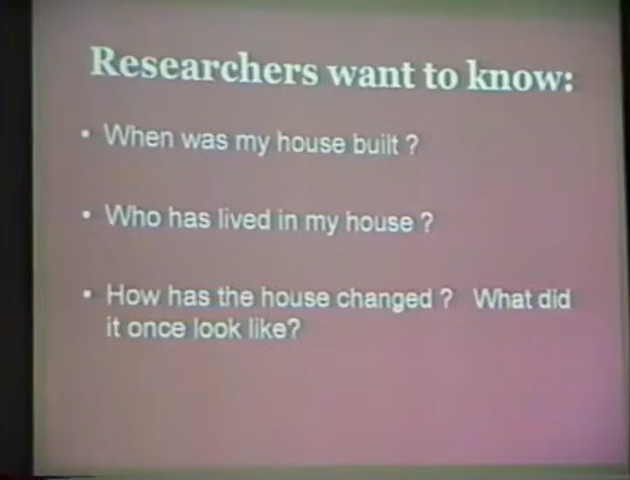 Researchers want to know:
• When was my house built ?
• Who has lived in my house ?
• How has the house changed ? What did
it once look like?